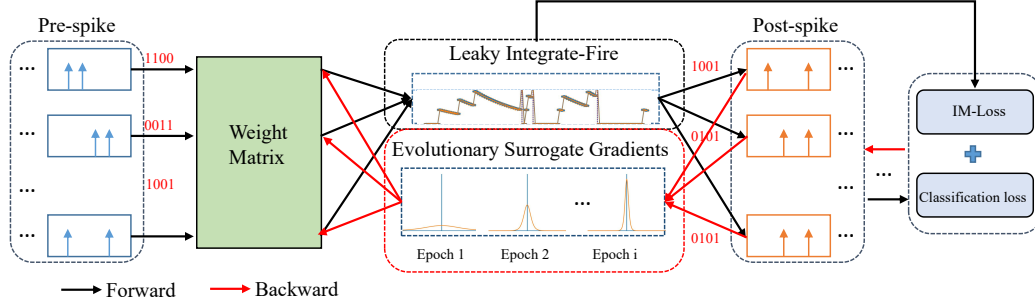 Pre-spike
Post-spike
Leaky Integrate-Fire
1100
1001
...
...
...
...
IM-Loss
0011
0101
...
...
...
...
Weight
Matrix
Evolutionary Surrogate Gradients
1001
...
...
...
Classification loss
...
...
...
...
0101
Epoch 1
Epoch 2
Epoch i
Forward
Backward